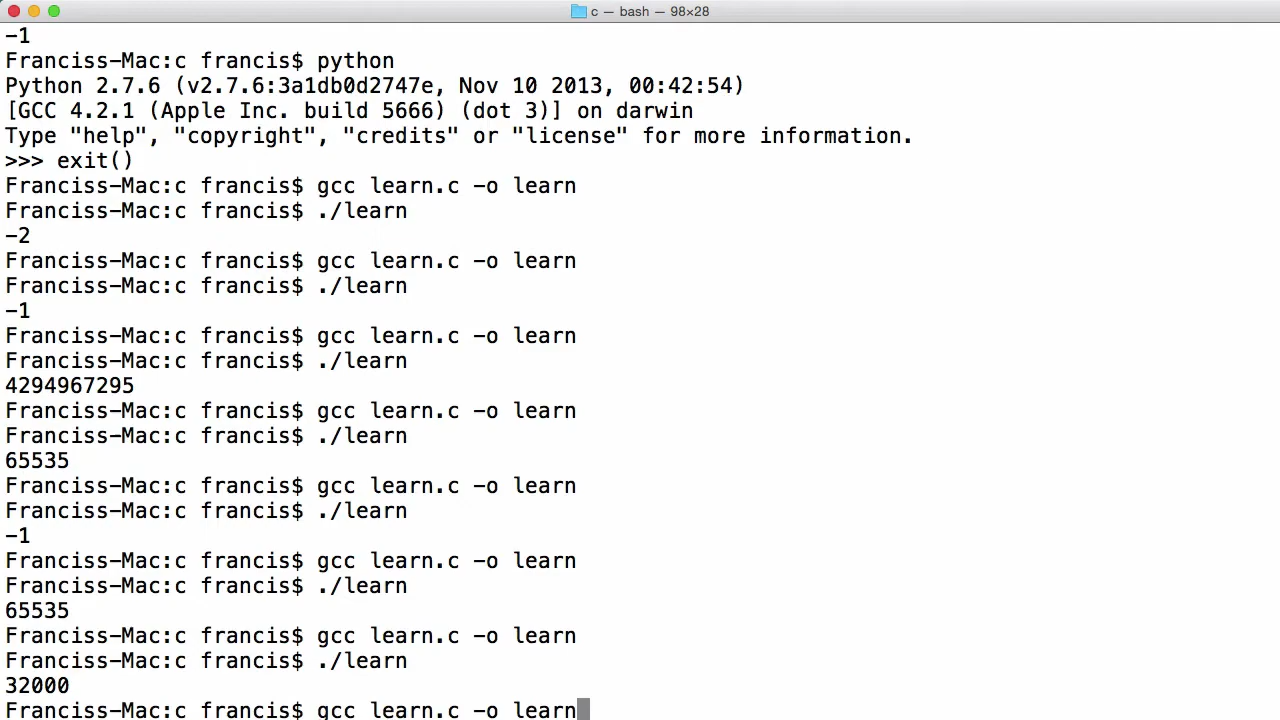 c — bash — 98×28
-1
Franciss-Mac:c francis$ python
Python 2.7.6 (v2.7.6:3a1db0d2747e, Nov 10 2013, 00:42:54)
[GCC 4.2.1 (Apple Inc. build 5666) (dot 3)] on darwin
Type "help", "copyright", "credits" or "license" for more information.
>>> exit()
Franciss-Mac:c francis$ gcc learn.c -o learn
Franciss-Mac:c francis$ ./learn
-2
Franciss-Mac:c francis$ gcc learn.c -o learn
Franciss-Mac:c francis$ ./learn
-1
Franciss-Mac:c francis$ gcc learn.c -o learn
Franciss-Mac:c francis$ ./learn
4294967295
Franciss-Mac:c francis$ gcc learn.c -o learn
Franciss-Mac:c francis$ ./learn
65535
Franciss-Mac:c francis$ gcc learn.c -o learn
Franciss-Mac:c francis$ ./learn
-1
Franciss-Mac:c francis$ gcc learn.c -o learn
Franciss-Mac:c francis$ ./learn
65535
Franciss-Mac:c francis$ gcc learn.c -o learn
Franciss-Mac:c francis$ ./learn
32000
Franciss-Mac:c francis$ gcc learn.c -o learn